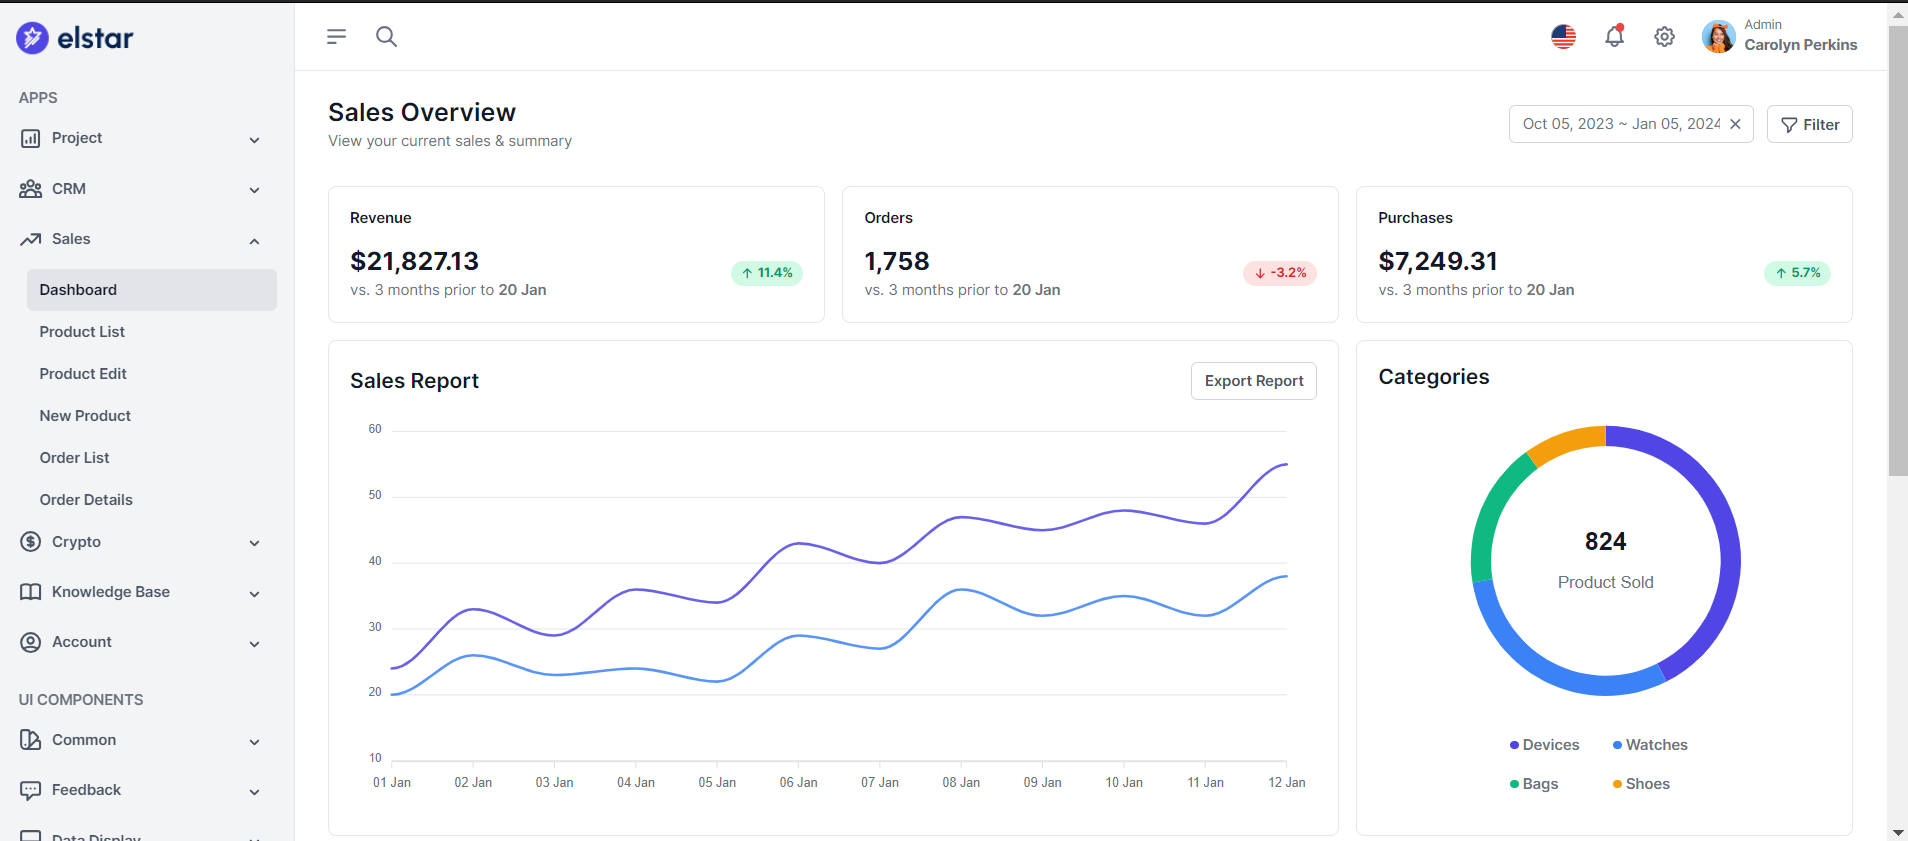 elstar
Admin
Carolyn Perkins
APPS
Project
CRM
Sales
Dashboard
Product List
Product Edit
New Product
Order List
Order Details
Crypto
Knowledge Base
Account
UI COMPONENTS
Common
Feedback
Data Display
Sales Overview
View your current sales & summary
Oct 05, 2023 ~ Jan 05, 2024
Filter
Revenue
$21,827.13
11.4%
vs. 3 months prior to 20 Jan
Orders
1,758
-3.2%
vs. 3 months prior to 20 Jan
Purchases
$7,249.31
5.7%
vs. 3 months prior to 20 Jan
Sales Report
Export Report
60
50
40
30
20
10
01 Jan 02 Jan 03 Jan 04 Jan 05 Jan 06 Jan 07 Jan 08 Jan 09 Jan 10 Jan 11 Jan 12 Jan
Categories
824
Product Sold
Devices Watches
Bags Shoes